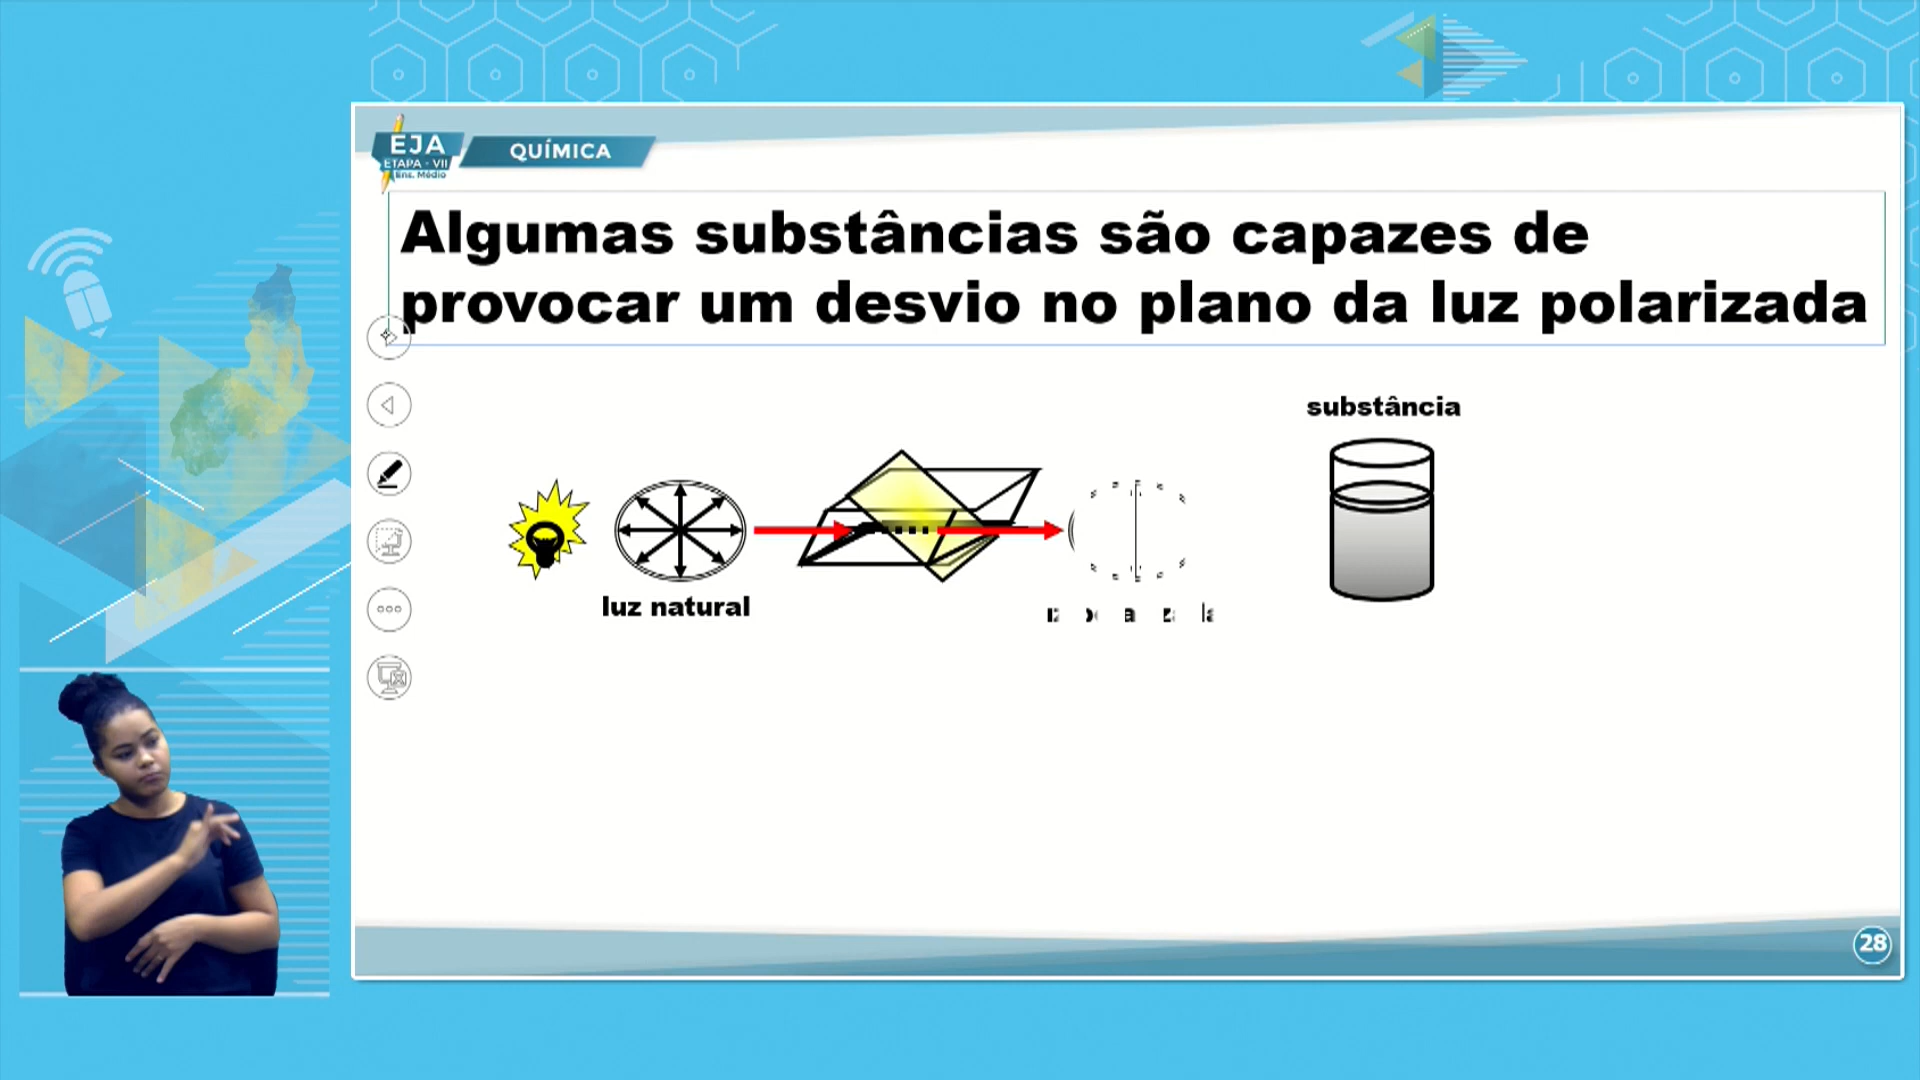 EJA
ETAPA - VII
Ens. Médio
QUÍMICA
Algumas substâncias são capazes de
provocar um desvio no plano da luz polarizada
substância
luz natural
28